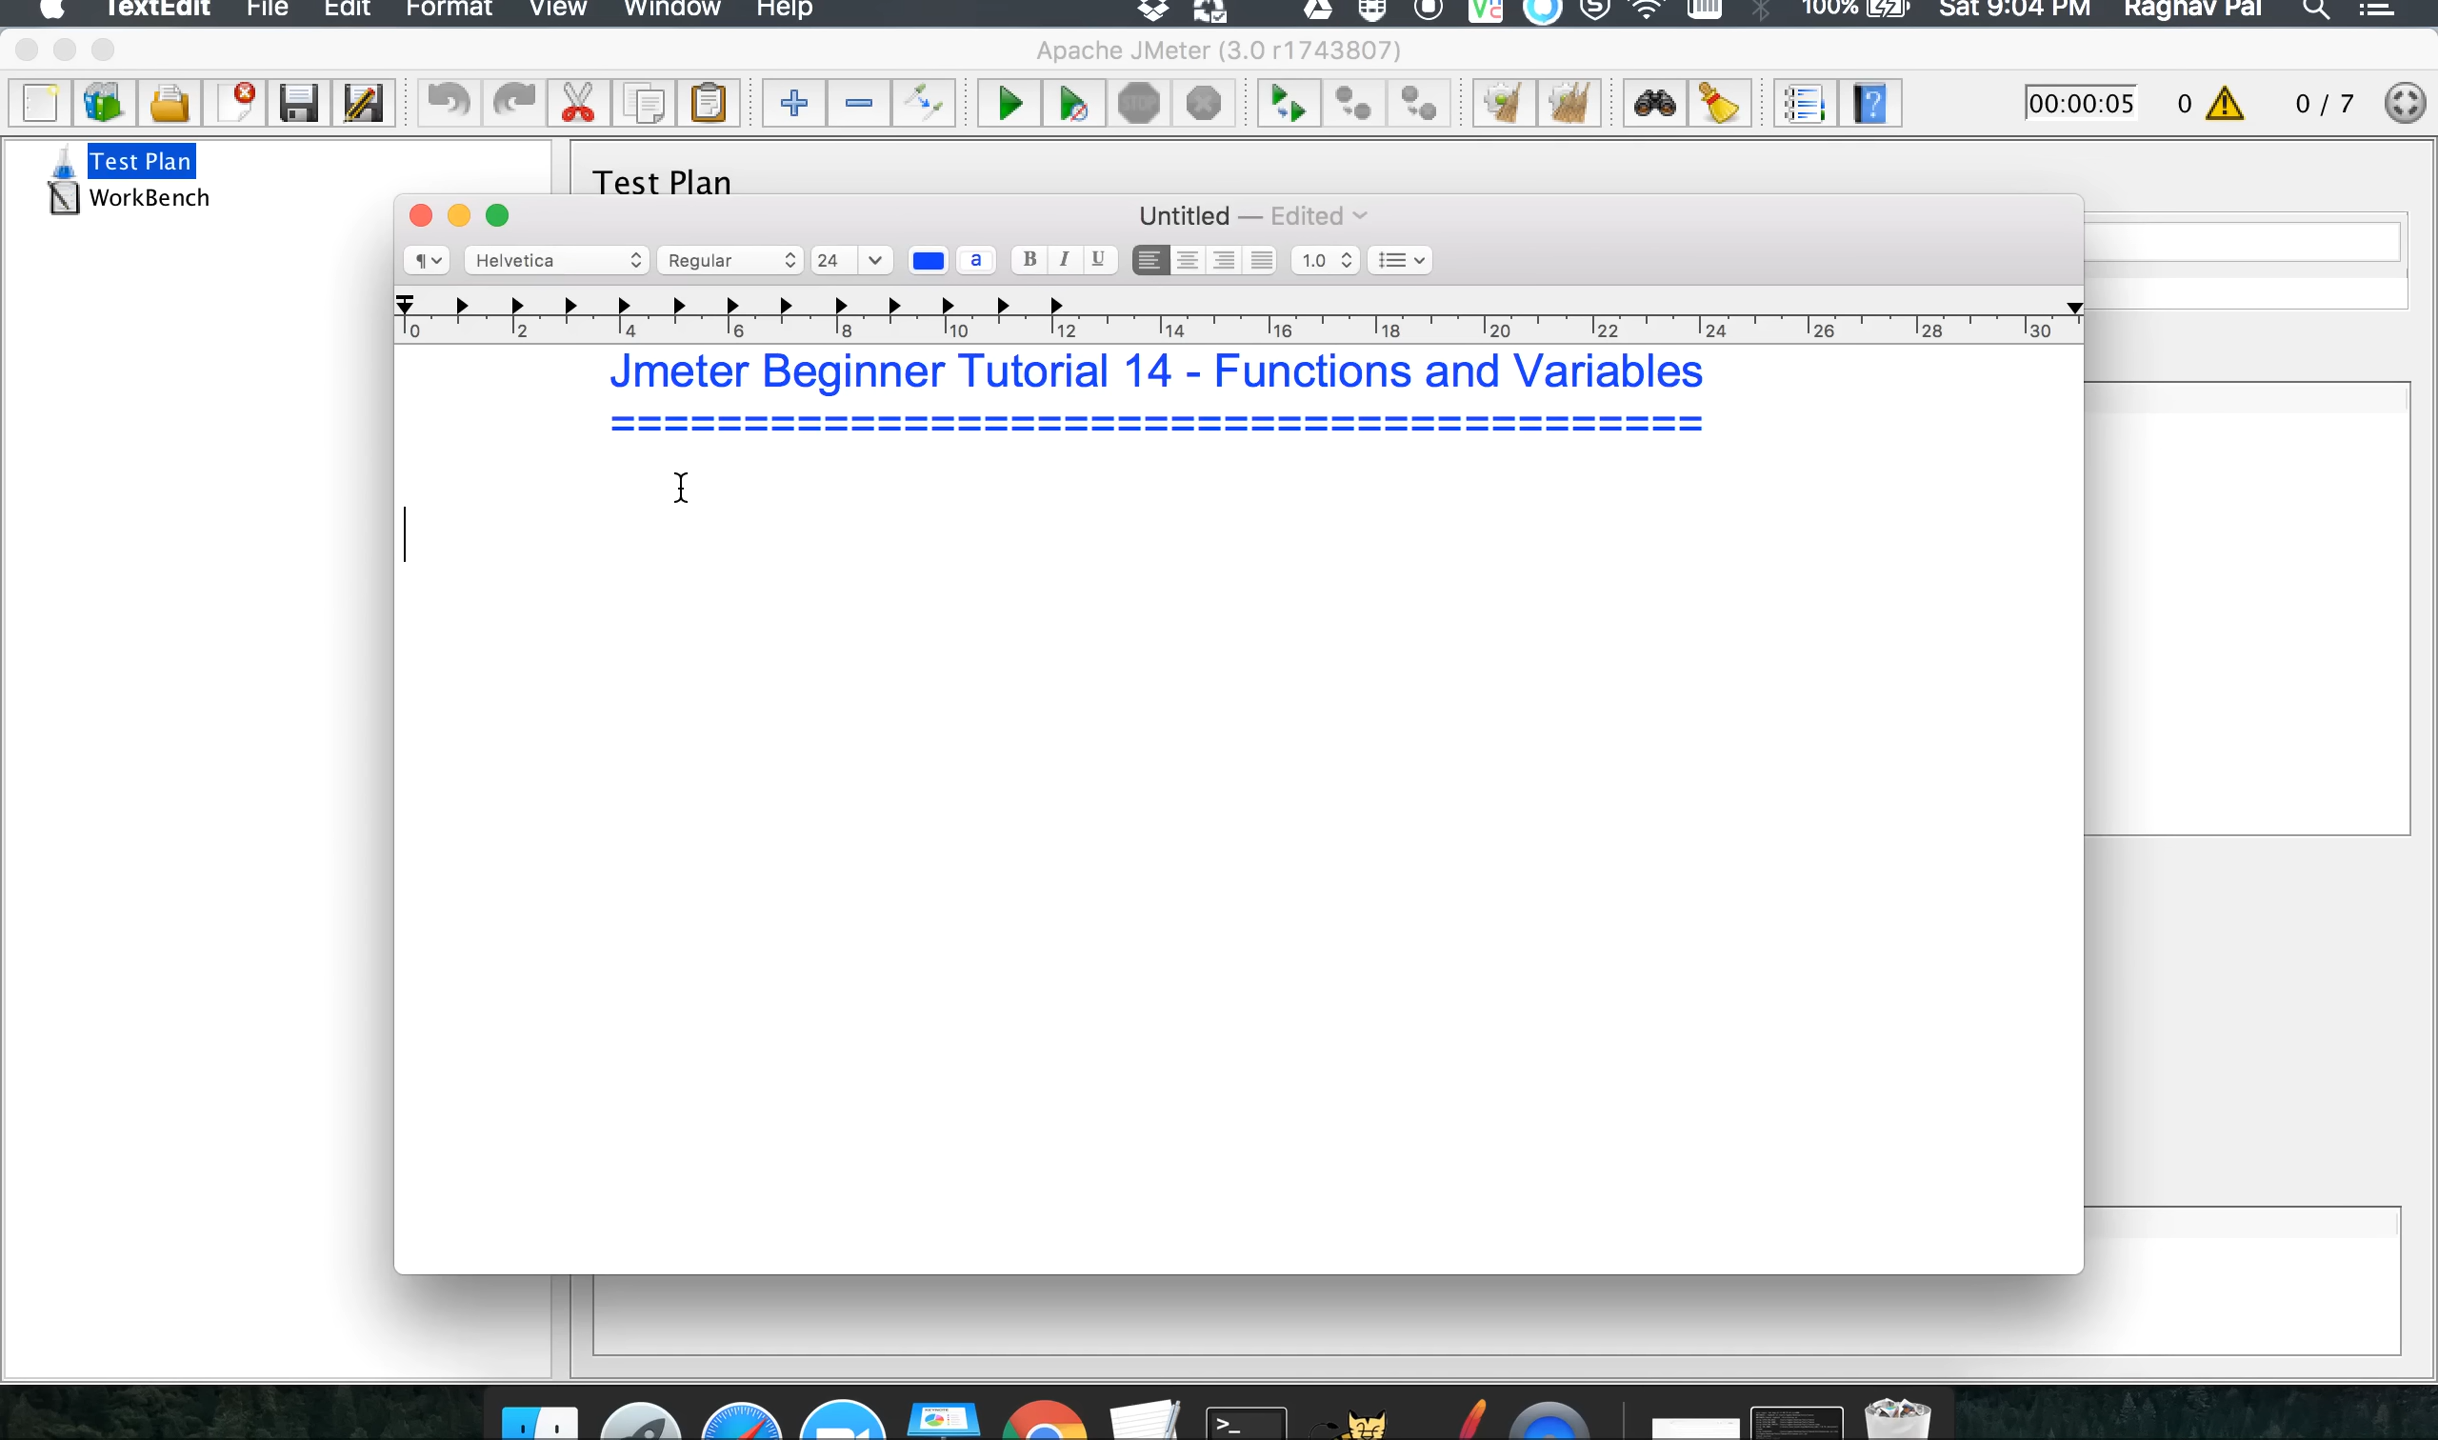 TextEdit File Edit Format View Window Help 100% Sat 9:04 PM Raghav Pal
Apache JMeter (3.0 r1743807)
00:00:05 0 0 / 7
Test Plan
WorkBench
Test Plan
Untitled — Edited
¶ Helvetica Regular 24 a B I U 1.0
0 2 4 6 8 10 12 14 16 18 20 22 24 26 28 30
Jmeter Beginner Tutorial 14 - Functions and Variables
=========================================